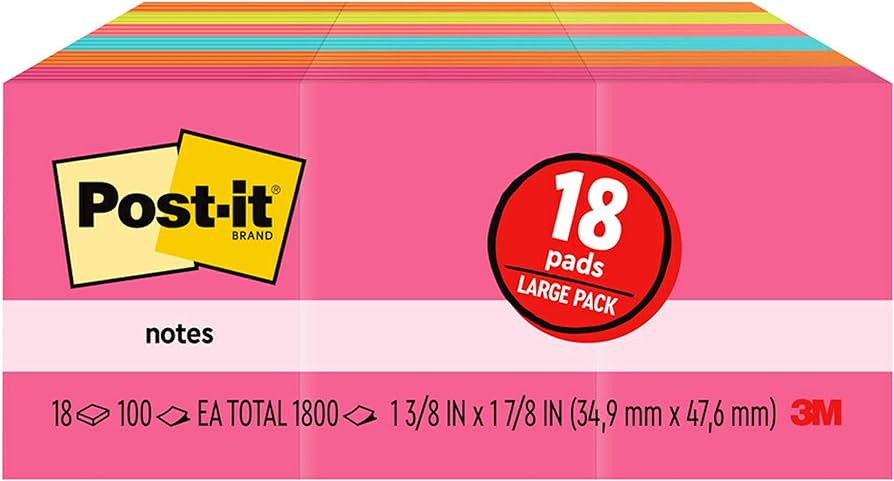 Post-it®
BRAND
18
pads
LARGE PACK
notes
18 100 EA TOTAL 1800 1 3/8 IN x 1 7/8 IN (34,9 mm x 47,6 mm) 3M